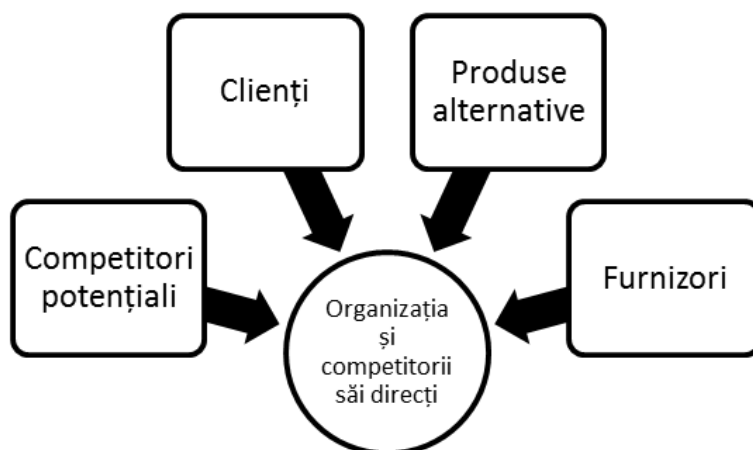 Clienți
Produse
alternative
Competitori
potențiali
Furnizori
Organizația
și
competitorii
săi direcți